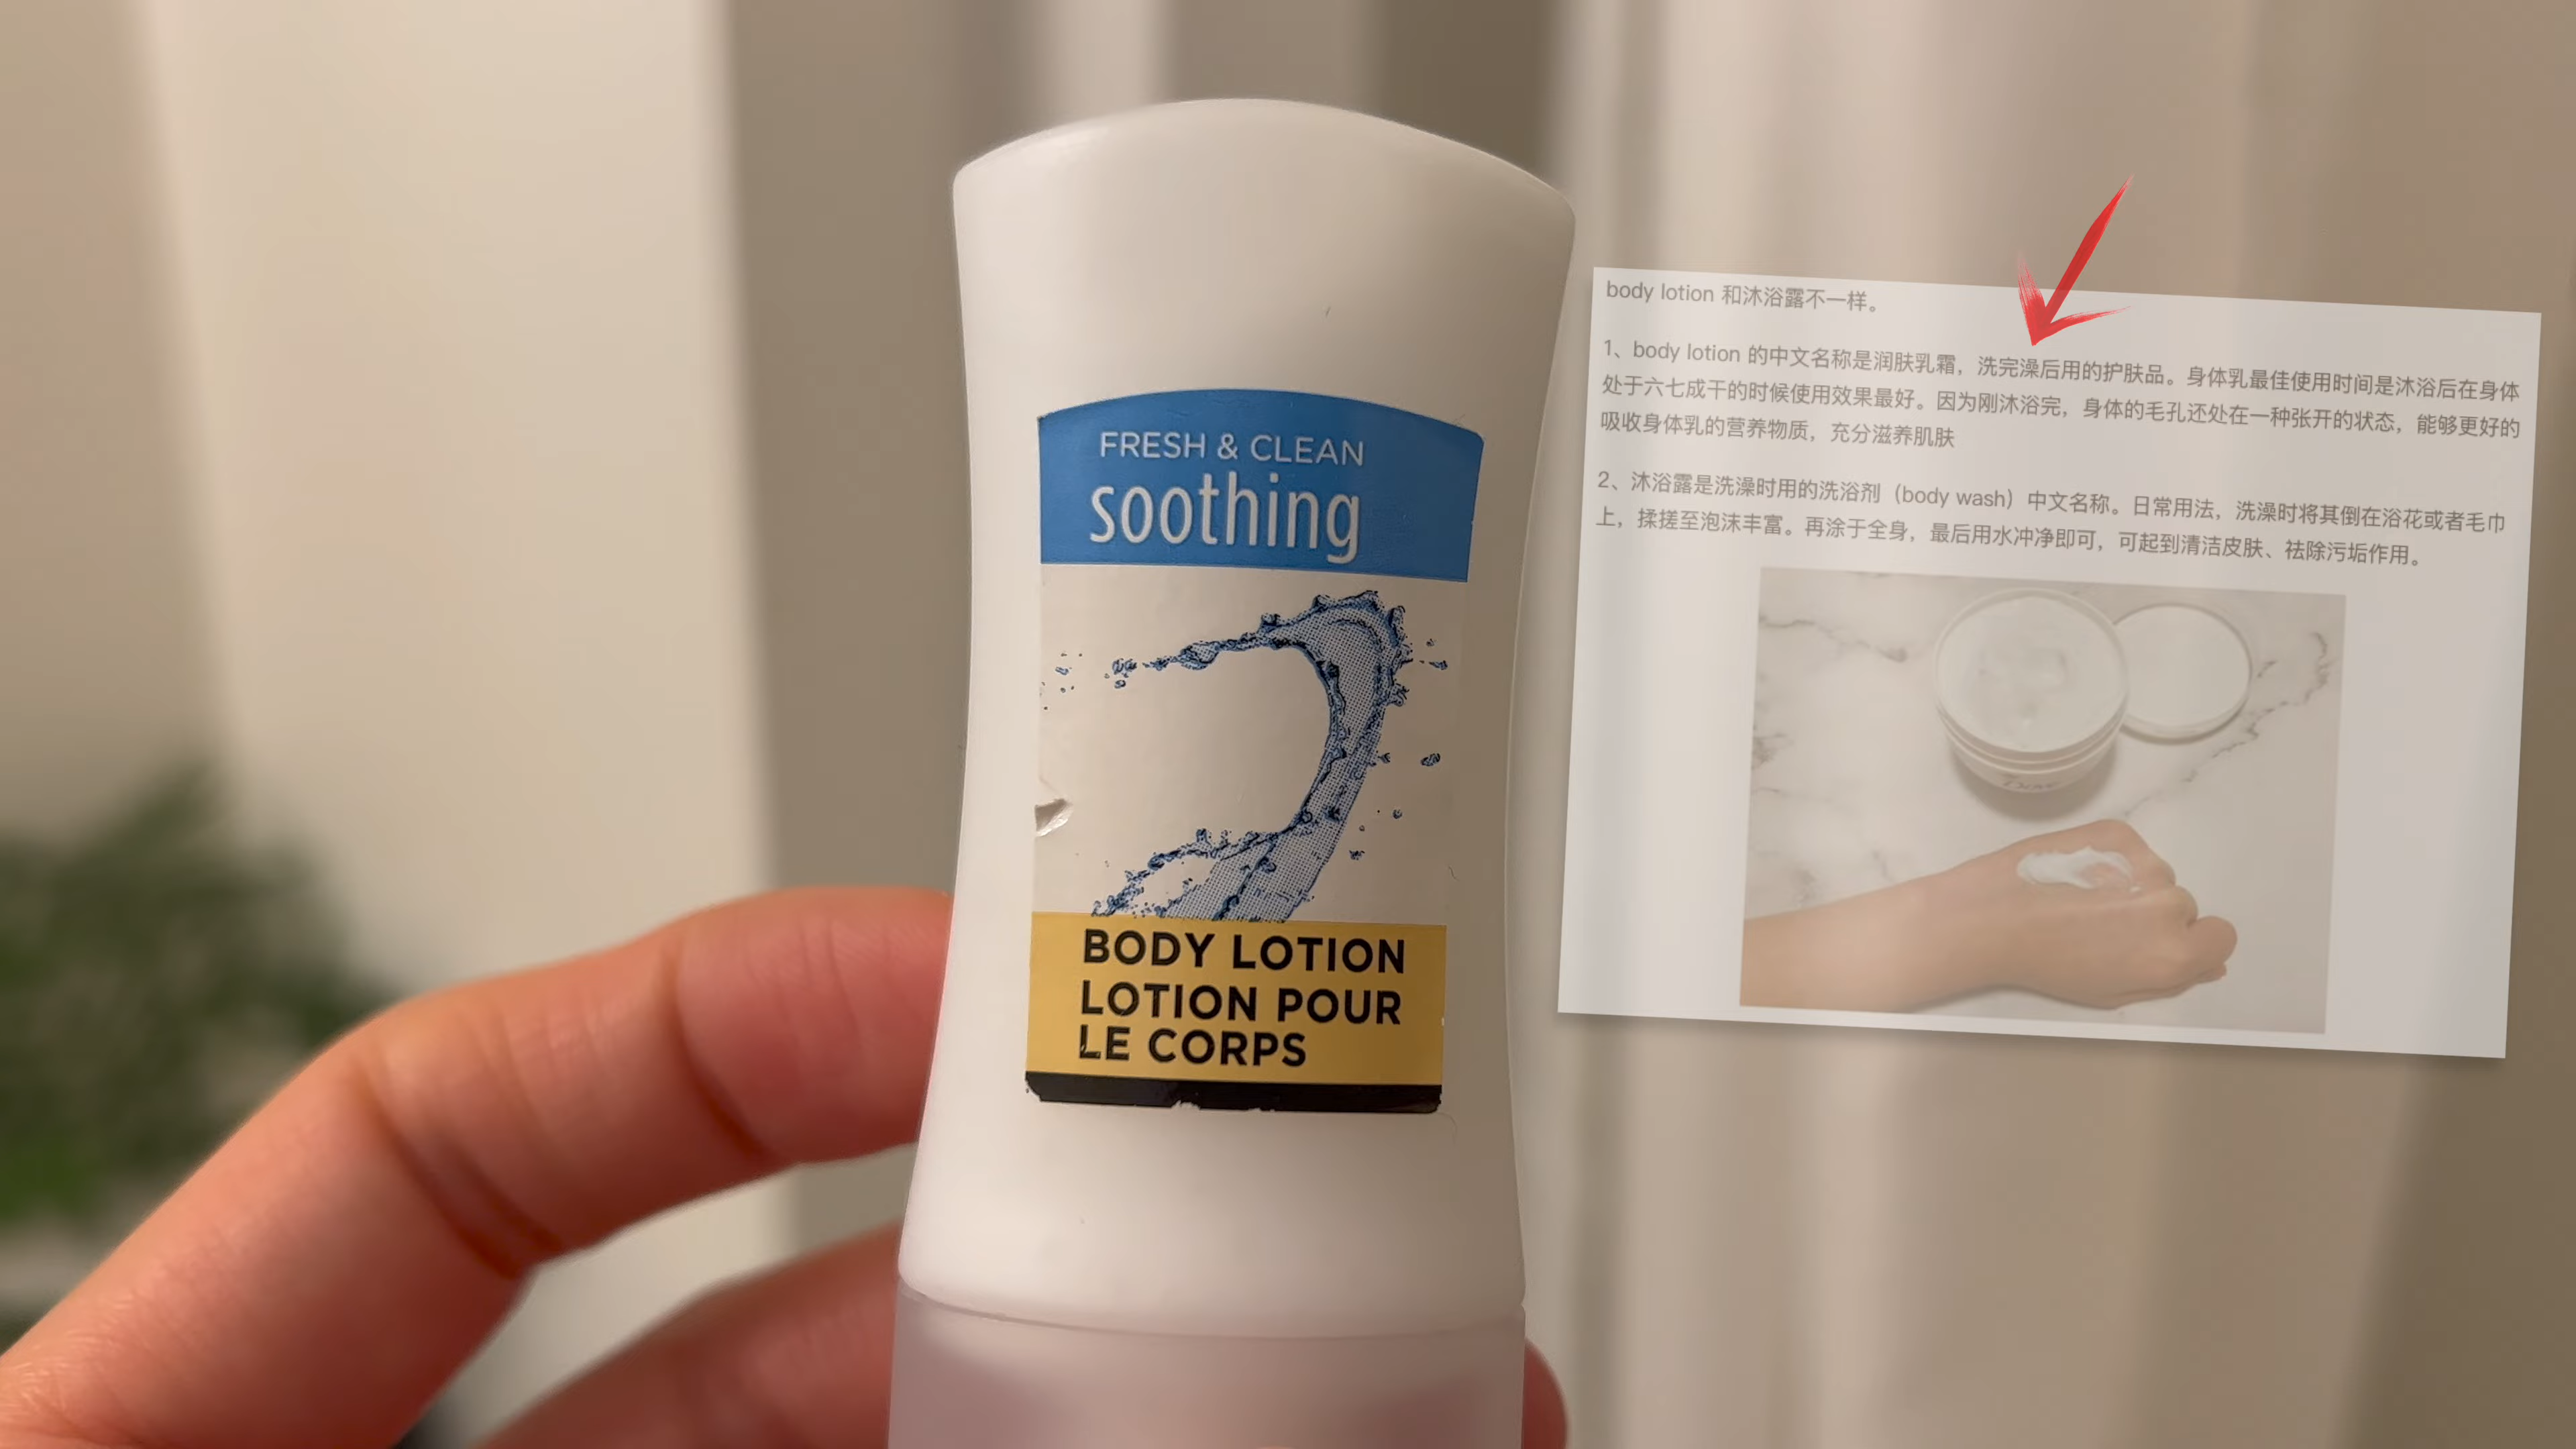 FRESH & CLEAN
soothing
BODY LOTION
LOTION POUR
LE CORPS
body lotion 和沐浴露不一样。
1、body lotion 的中文名称是润肤乳霜，洗完澡后用的护肤品。身体乳最佳使用时间是沐浴后在身体
处于六七成干的时候使用效果最好。因为刚沐浴完，身体的毛孔还处在一种张开的状态，能够更好的
吸收身体乳的营养物质，充分滋养肌肤
2、沐浴露是洗澡时用的洗浴剂（body wash）中文名称。日常用法，洗澡时将其倒在浴花或者毛巾
上，揉搓至泡沫丰富。再涂于全身，最后用水冲净即可，可起到清洁皮肤、祛除污垢作用。
Dove